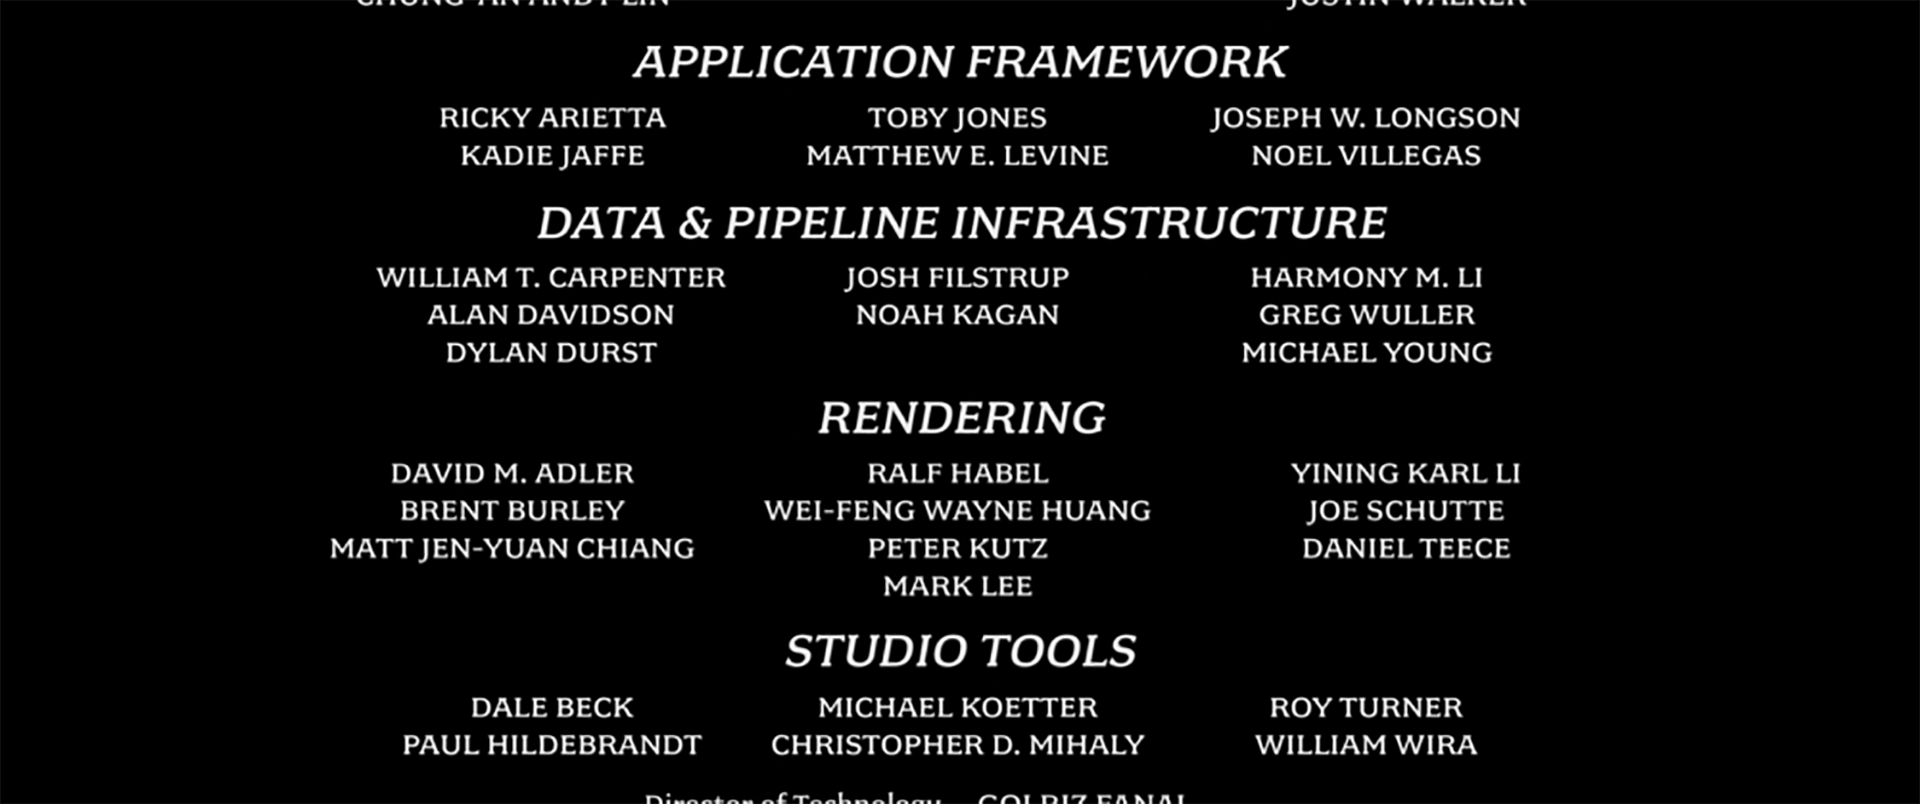 APPLICATION FRAMEWORK
RICKY ARIETTA TOBY JONES JOSEPH W. LONGSON
KADIE JAFFE MATTHEW E. LEVINE NOEL VILLEGAS
DATA & PIPELINE INFRASTRUCTURE
WILLIAM T. CARPENTER JOSH FILSTRUP HARMONY M. LI
ALAN DAVIDSON NOAH KAGAN GREG WULLER
DYLAN DURST MICHAEL YOUNG
RENDERING
DAVID M. ADLER RALF HABEL YINING KARL LI
BRENT BURLEY WEI-FENG WAYNE HUANG JOE SCHUTTE
MATT JEN-YUAN CHIANG PETER KUTZ DANIEL TEECE
MARK LEE
STUDIO TOOLS
DALE BECK MICHAEL KOETTER ROY TURNER
PAUL HILDEBRANDT CHRISTOPHER D. MIHALY WILLIAM WIRA
Director of Technology